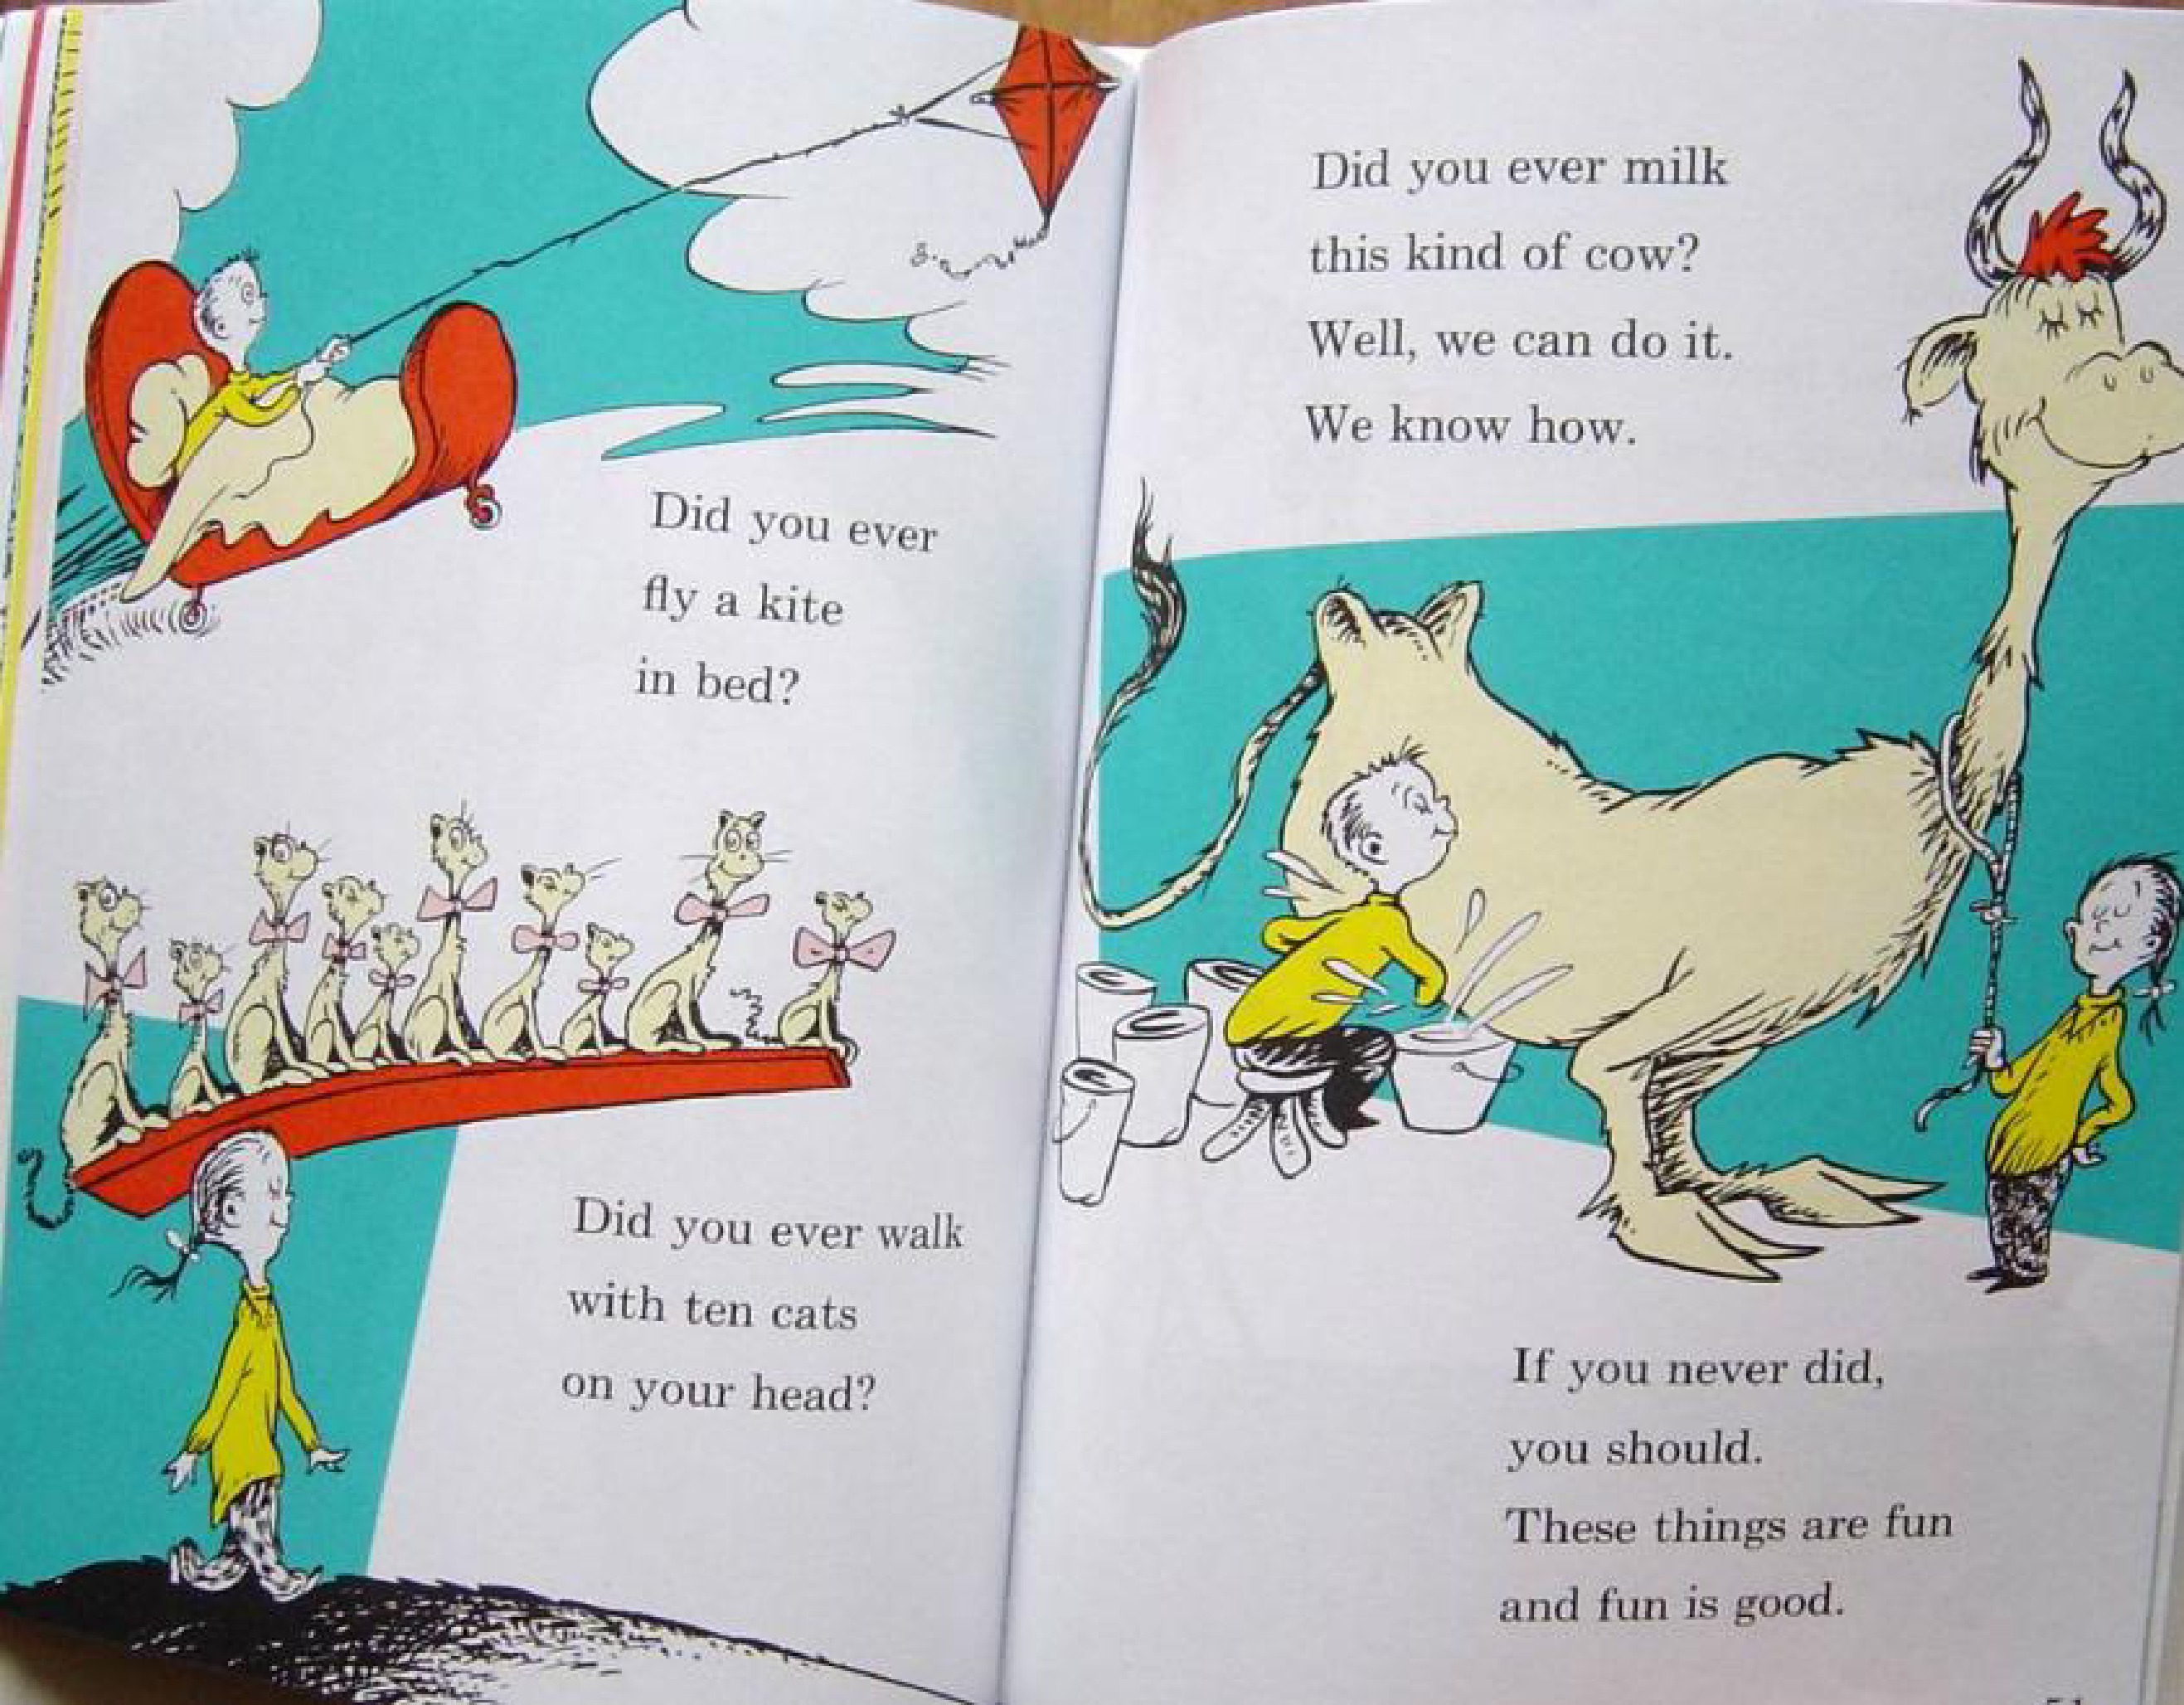 Did you ever
fly a kite
in bed?
Did you ever walk
with ten cats
on your head?
Did you ever milk
this kind of cow?
Well, we can do it.
We know how.
If you never did,
you should.
These things are fun
and fun is good.